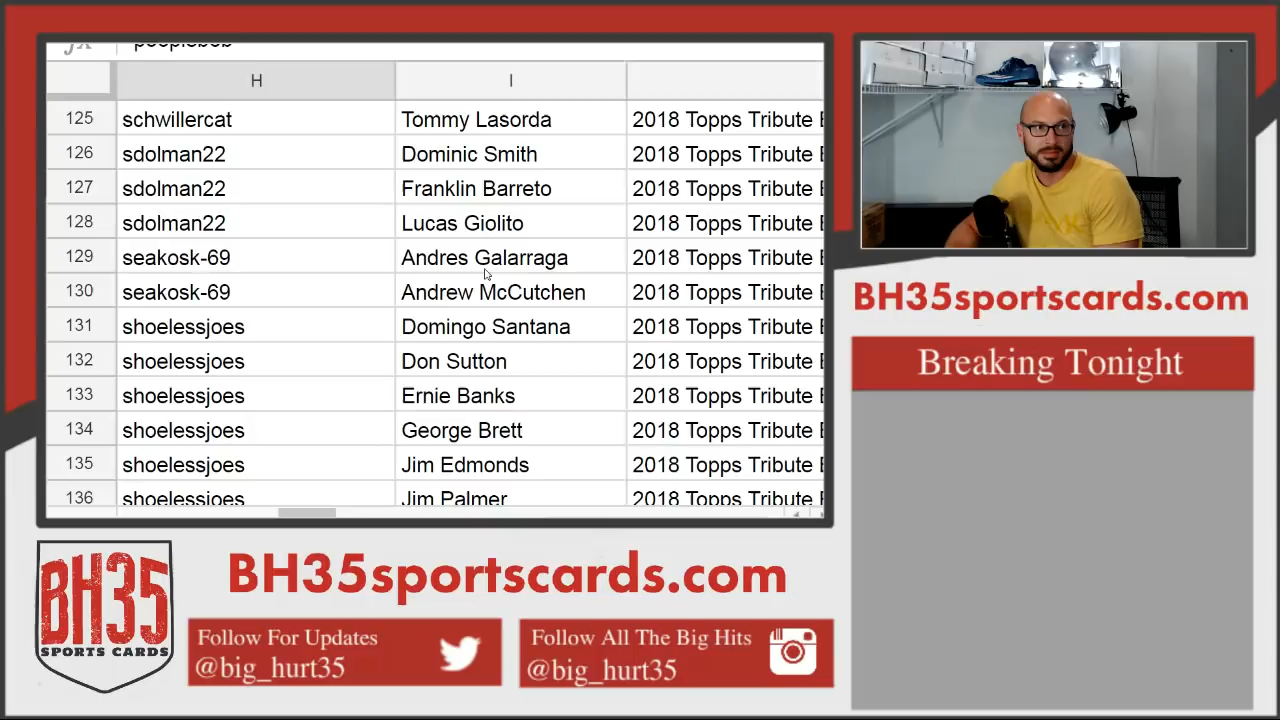 H I
125 schwillercat Tommy Lasorda 2018 Topps Tribute
126 sdolman22 Dominic Smith 2018 Topps Tribute
127 sdolman22 Franklin Barreto 2018 Topps Tribute
128 sdolman22 Lucas Giolito 2018 Topps Tribute
129 seakosk-69 Andres Galarraga 2018 Topps Tribute
130 seakosk-69 Andrew McCutchen 2018 Topps Tribute
131 shoelessjoes Domingo Santana 2018 Topps Tribute
132 shoelessjoes Don Sutton 2018 Topps Tribute
133 shoelessjoes Ernie Banks 2018 Topps Tribute
134 shoelessjoes George Brett 2018 Topps Tribute
135 shoelessjoes Jim Edmonds 2018 Topps Tribute
136 shoelessjoes Jim Palmer 2018 Topps Tribute
BH35sportscards.com
Breaking Tonight
BH35
SPORTS CARDS
BH35sportscards.com
Follow For Updates
@big_hurt35
Follow All The Big Hits
@big_hurt35